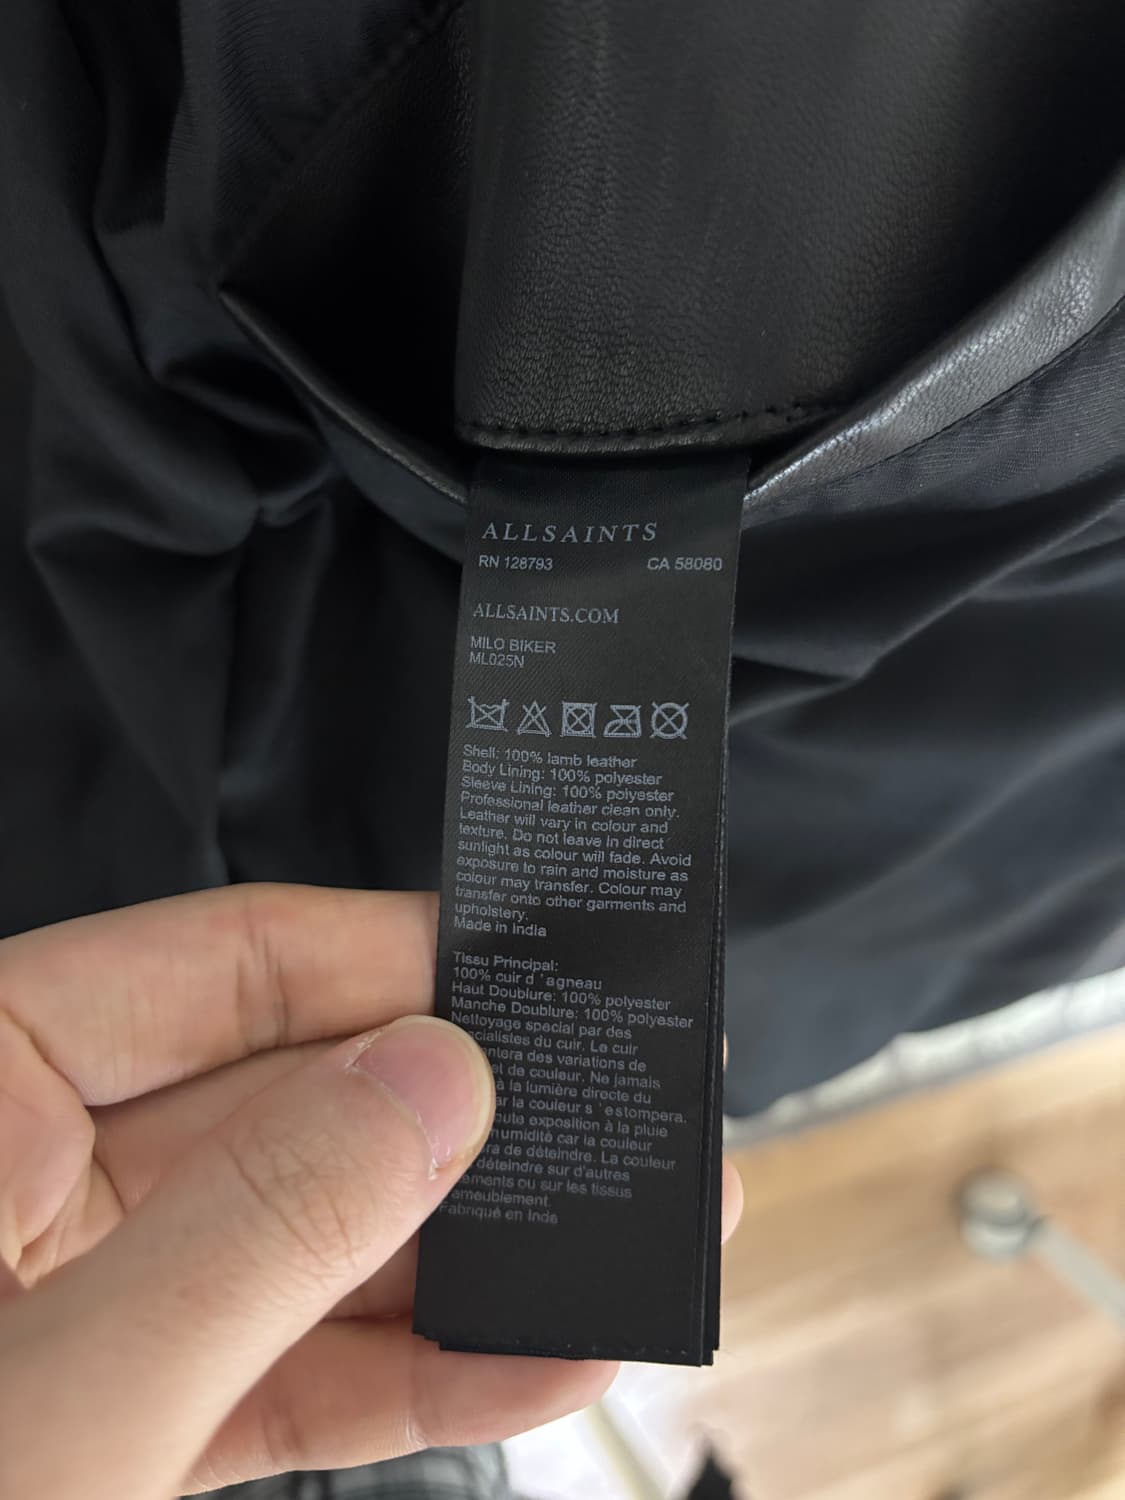 ALLSAINTS
RN 128793 CA 58080
ALLSAINTS.COM
MILO BIKER
ML025N
Shell: 100% lamb leather
Body Lining: 100% polyester
Sleeve Lining: 100% polyester
Professional leather clean only.
Leather will vary in colour and
texture. Do not leave in direct
sunlight as colour will fade. Avoid
exposure to rain and moisture as
colour may transfer. Colour may
transfer onto other garments and
upholstery.
Made in India
Tissu Principal:
100% cuir d 'agneau
Haut Doublure: 100% polyester
Manche Doublure: 100% polyester
Nettoyage special par des
du cuir. Le cuir
des variations de
et de couleur. Ne jamais
à la lumière directe du
la couleur s 'estompera.
exposition à la pluie
humidité car la couleur
de déteindre. La couleur
déteindre sur d'autres
ou sur les tissus
Fabriqué en Inde